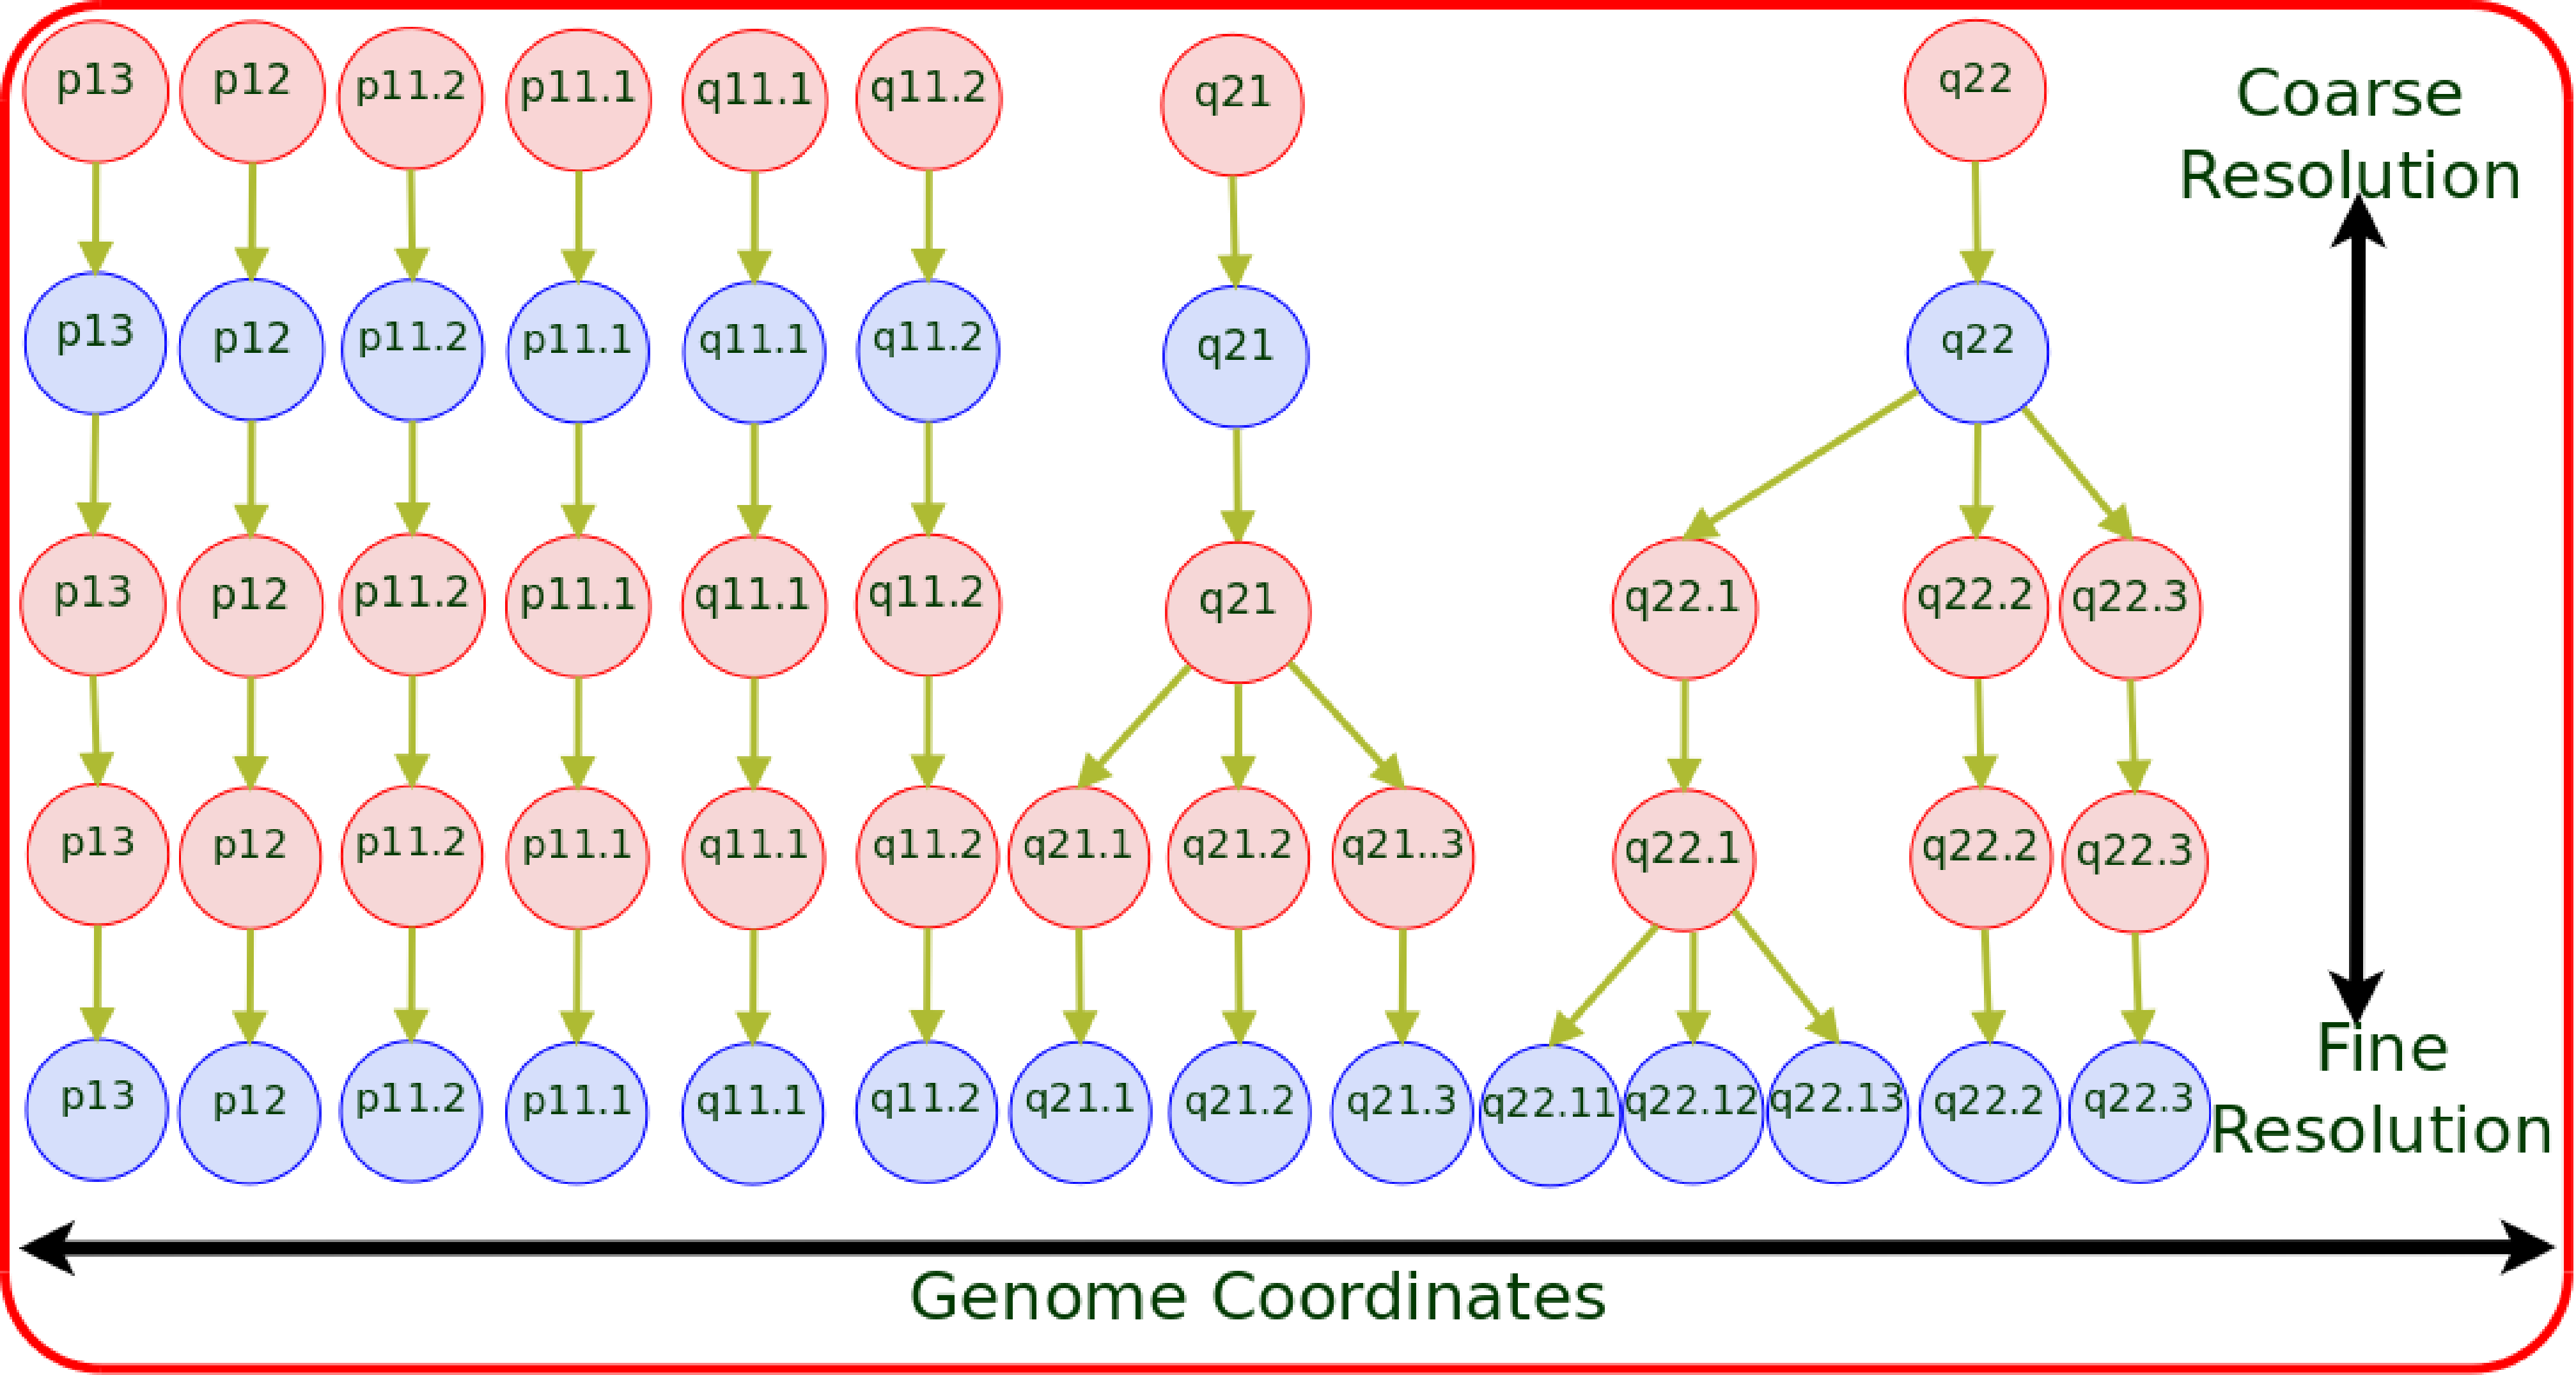 p13 p12 p11.2 p11.1 q11.1 q11.2 q21 q22
Coarse
Resolution
p13 p12 p11.2 p11.1 q11.1 q11.2 q21 q22
p13 p12 p11.2 p11.1 q11.1 q11.2 q21 q22.1 q22.2 q22.3
p13 p12 p11.2 p11.1 q11.1 q11.2 q21.1 q21.2 q21..3 q22.1 q22.2 q22.3
p13 p12 p11.2 p11.1 q11.1 q11.2 q21.1 q21.2 q21.3 q22.11 q22.12 q22.13 q22.2 q22.3
Fine
Resolution
Genome Coordinates